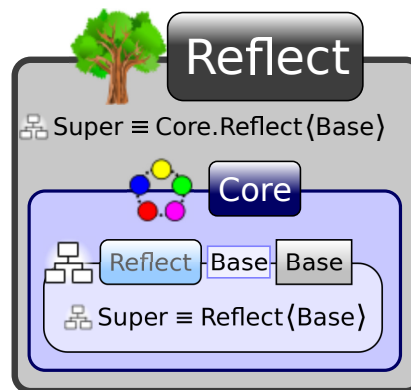 Reflect
Super ≡ Core.Reflect⟨Base⟩
Core
Reflect Base Base
Super ≡ Reflect⟨Base⟩